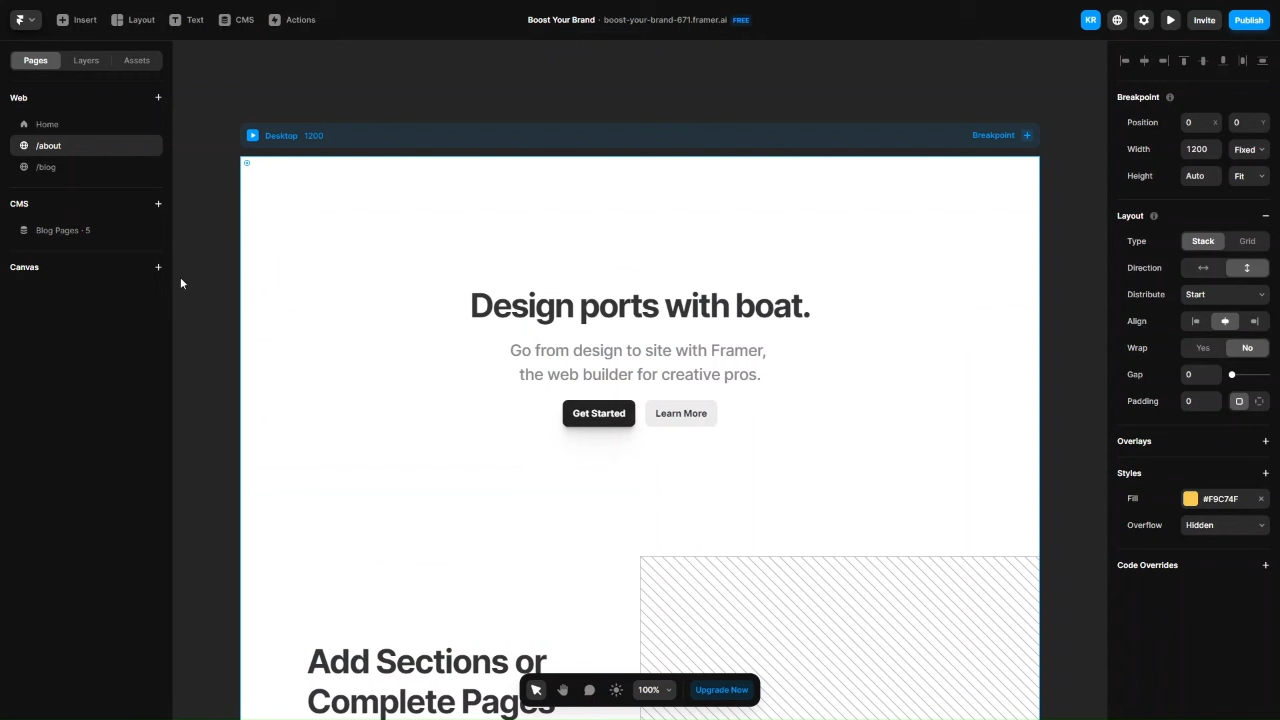 Insert Layout Text CMS Actions Boost Your Brand · boost-your-brand-671.framer.ai FREE KR Invite Publish
Pages Layers Assets
Web
Home
/about
/blog
CMS
Blog Pages · 5
Canvas
Desktop 1200 Breakpoint
Design ports with boat.
Go from design to site with Framer,
the web builder for creative pros.
Get Started Learn More
Add Sections or
Complete Pages
100% Upgrade Now
Breakpoint
Position 0 X 0 Y
Width 1200 Fixed
Height Auto Fit
Layout
Type Stack Grid
Direction
Distribute Start
Align
Wrap Yes No
Gap 0
Padding 0
Overlays
Styles
Fill #F9C74F
Overflow Hidden
Code Overrides